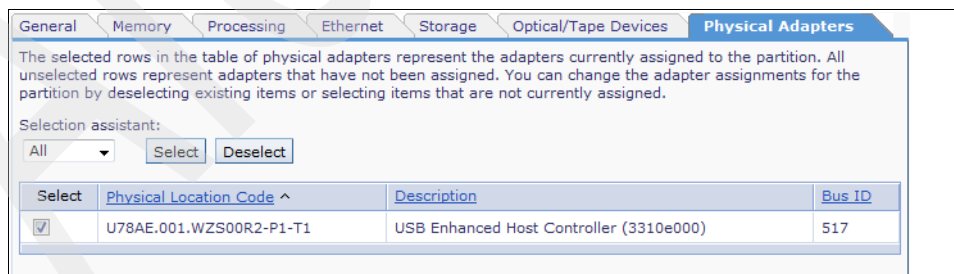 General Memory Processing Ethernet Storage Optical/Tape Devices Physical Adapters
The selected rows in the table of physical adapters represent the adapters currently assigned to the partition. All
unselected rows represent adapters that have not been assigned. You can change the adapter assignments for the
partition by deselecting existing items or selecting items that are not currently assigned.
Selection assistant:
All Select Deselect
Select Physical Location Code ^ Description Bus ID
U78AE.001.WZS00R2-P1-T1 USB Enhanced Host Controller (3310e000) 517